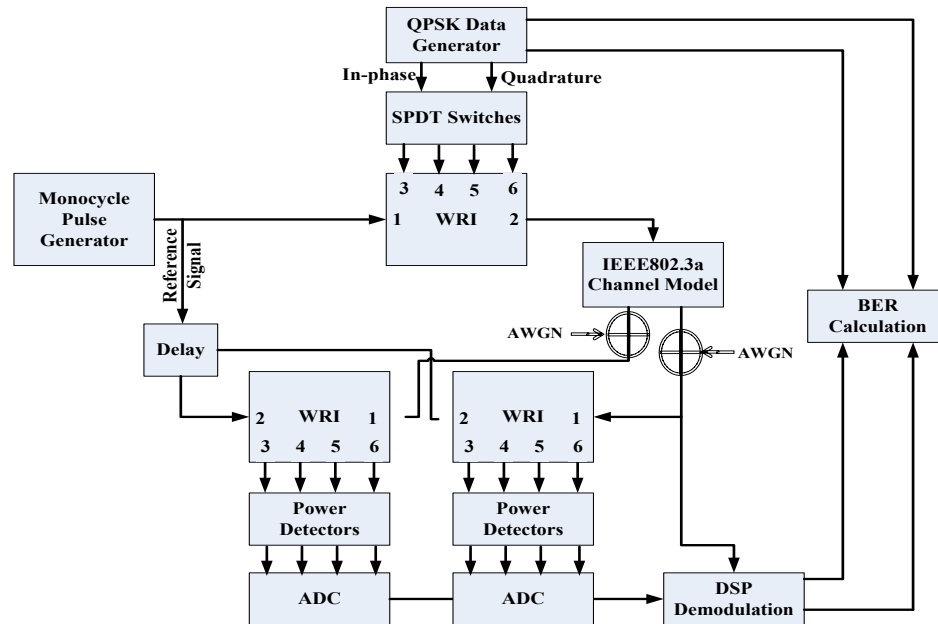 QPSK Data
Generator
In-phase
Quadrature
SPDT Switches
3 4 5 6
1 WRI 2
Monocycle
Pulse
Generator
Reference
Signal
IEEE802.3a
Channel Model
AWGN
AWGN
BER
Calculation
Delay
2 WRI 1
3 4 5 6
2 WRI 1
3 4 5 6
Power
Detectors
Power
Detectors
ADC
ADC
DSP
Demodulation